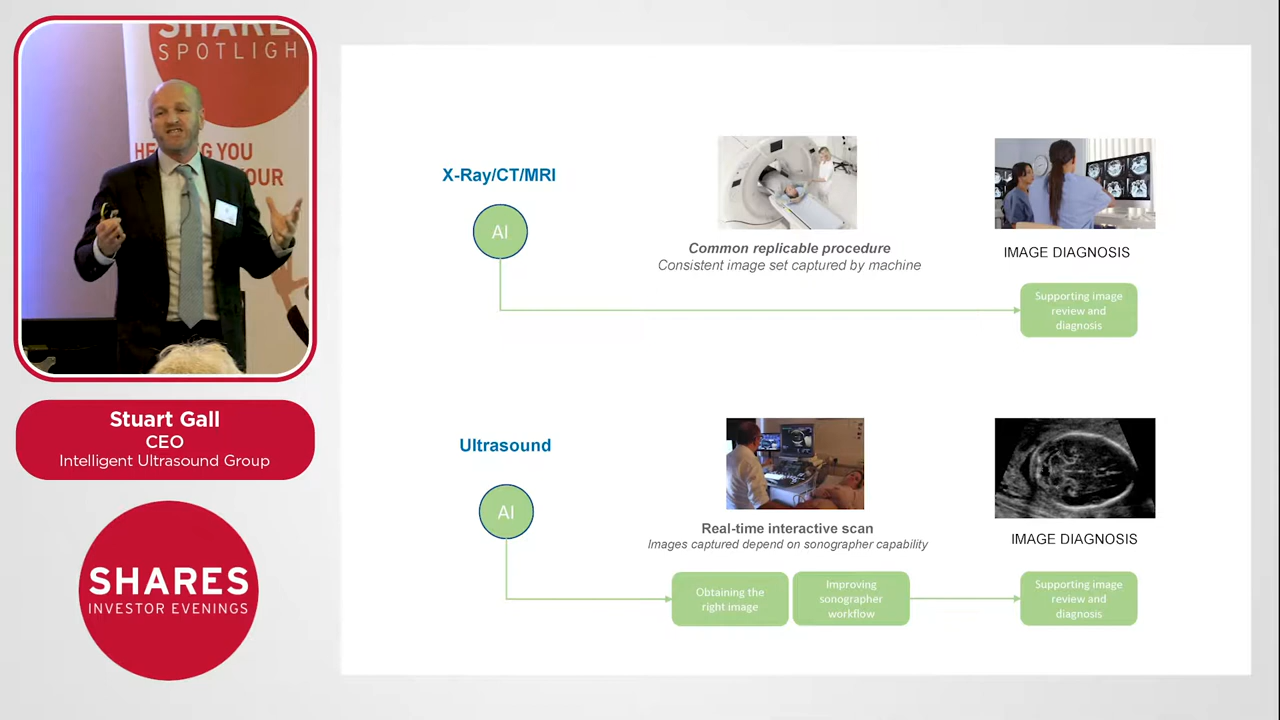 SHARE
SPOTLIGH
YOU
OUR
Stuart Gall
CEO
Intelligent Ultrasound Group
SHARES
INVESTOR EVENINGS
X-Ray/CT/MRI
AI
Common replicable procedure
Consistent image set captured by machine
IMAGE DIAGNOSIS
Supporting image
review and
diagnosis
Ultrasound
AI
Real-time interactive scan
Images captured depend on sonographer capability
IMAGE DIAGNOSIS
Obtaining the
right image
Improving
sonographer
workflow
Supporting image
review and
diagnosis